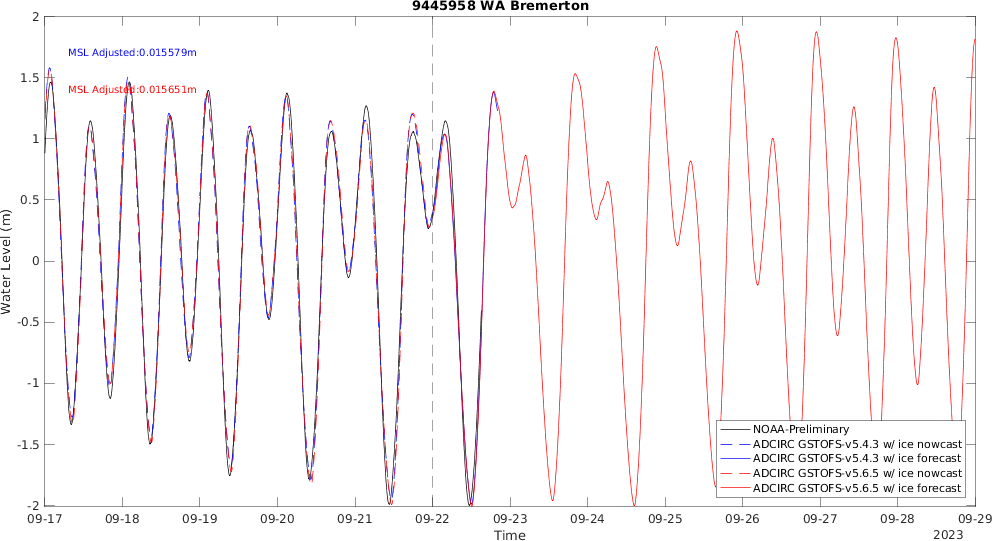 9445958 WA Bremerton
2
1.5
1
0.5
0
-0.5
-1
-1.5
-2
Water Level (m)
MSL Adjusted:0.015579m
MSL Adjusted:0.015651m
NOAA-Preliminary
ADCIRC GSTOFS-v5.4.3 w/ ice nowcast
ADCIRC GSTOFS-v5.4.3 w/ ice forecast
ADCIRC GSTOFS-v5.6.5 w/ ice nowcast
ADCIRC GSTOFS-v5.6.5 w/ ice forecast
09-17 09-18 09-19 09-20 09-21 09-22 09-23 09-24 09-25 09-26 09-27 09-28 09-29
Time
2023